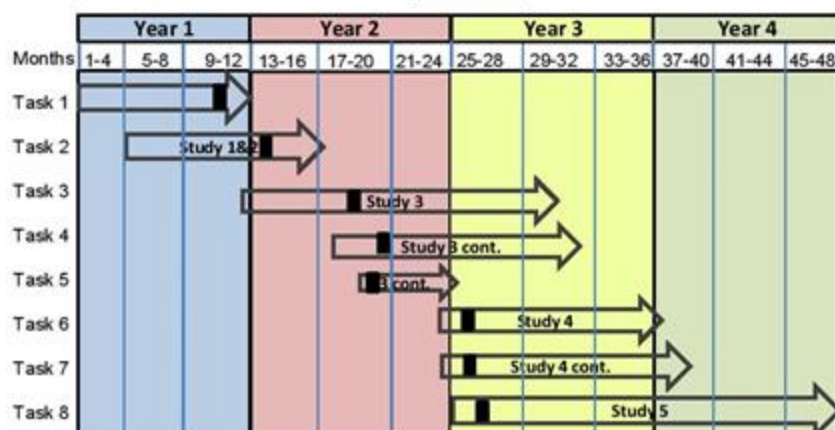 Year 1 Year 2 Year 3 Year 4
Months 1-4 5-8 9-12 13-16 17-20 21-24 25-28 29-32 33-36 37-40 41-44 45-48
Task 1
Task 2 Study 1&2
Task 3 Study 3
Task 4 Study 3 cont.
Task 5 3 cont.
Task 6 Study 4
Task 7 Study 4 cont.
Task 8 Study 5